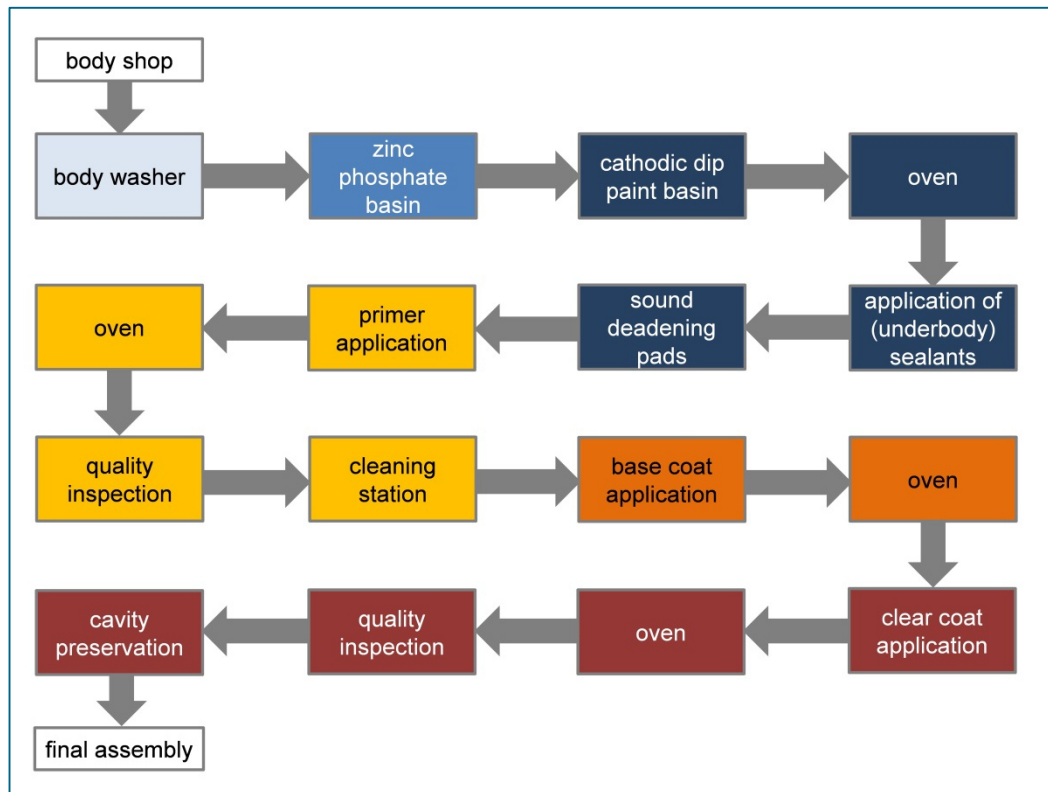 body shop
body washer
zinc
phosphate
basin
cathodic dip
paint basin
oven
application of
(underbody)
sealants
sound
deadening
pads
primer
application
oven
quality
inspection
cleaning
station
base coat
application
oven
clear coat
application
oven
quality
inspection
cavity
preservation
final assembly